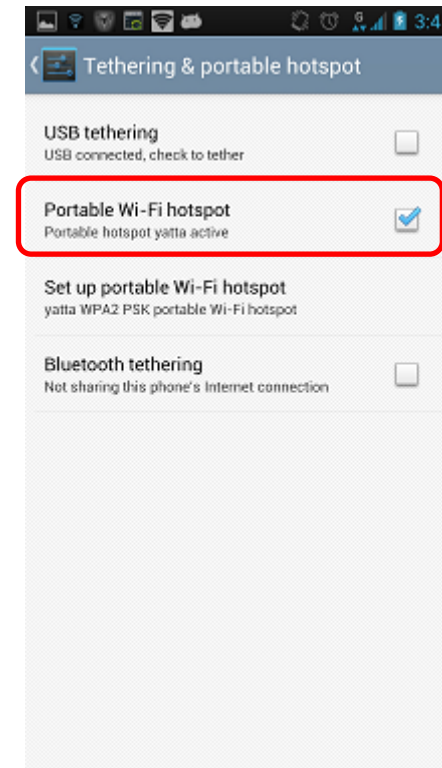 3:4
Tethering & portable hotspot
USB tethering
USB connected, check to tether
Portable Wi-Fi hotspot
Portable hotspot yatta active
Set up portable Wi-Fi hotspot
yatta WPA2 PSK portable Wi-Fi hotspot
Bluetooth tethering
Not sharing this phone's Internet connection